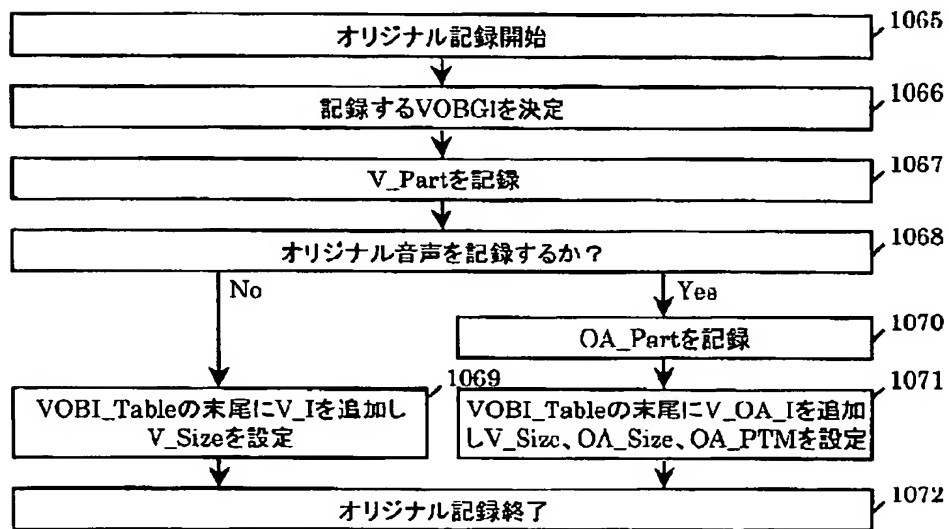 オリジナル記録開始
1065
記録するVOBGIを決定
1066
V_Partを記録
1067
オリジナル音声を記録するか？
1068
No
Yes
OA_Partを記録
1070
VOBI_Tableの末尾にV_Iを追加し
V_Sizeを設定
1069
VOBI_Tableの末尾にV_OA_Iを追加
しV_Size、OA_Size、OA_PTMを設定
1071
オリジナル記録終了
1072